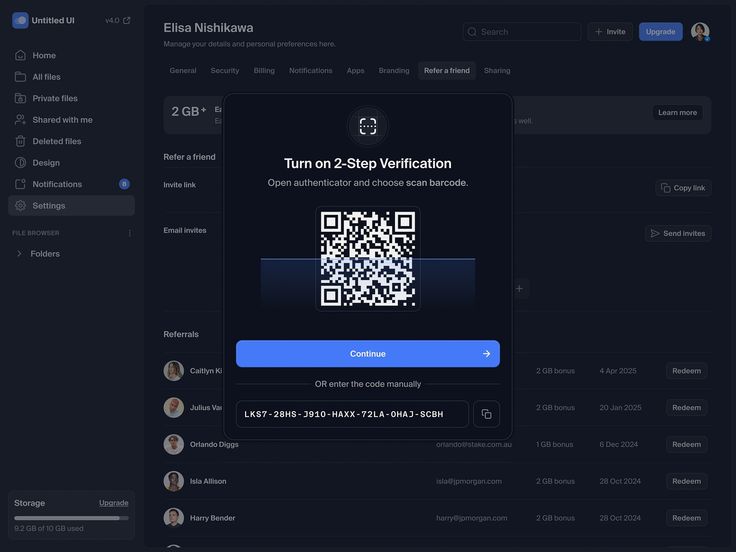 Untitled UI
v4.0
Home
All files
Private files
Shared with me
Deleted files
Design
Notifications
8
Settings
FILE BROWSER
Folders
Storage
Upgrade
9.2 GB of 10 GB used
Elisa Nishikawa
Manage your details and personal preferences here.
Search
Invite
Upgrade
General
Security
Billing
Notifications
Apps
Branding
Refer a friend
Sharing
2 GB+
well.
Learn more
Refer a friend
Invite link
Copy link
Email invites
Send invites
Turn on 2-Step Verification
Open authenticator and choose scan barcode.
Continue
OR enter the code manually
LKS7-28HS-J910-HAXX-72LA-OHAJ-SCBH
Referrals
Caitlyn
2 GB bonus
4 Apr 2025
Redeem
Julius
2 GB bonus
20 Jan 2025
Redeem
Orlando Diggs
orlando@stake.com.au
1 GB bonus
6 Dec 2024
Redeem
Isla Allison
isla@jpmorgan.com
2 GB bonus
28 Oct 2024
Redeem
Harry Bender
harry@jpmorgan.com
2 GB bonus
28 Oct 2024
Redeem